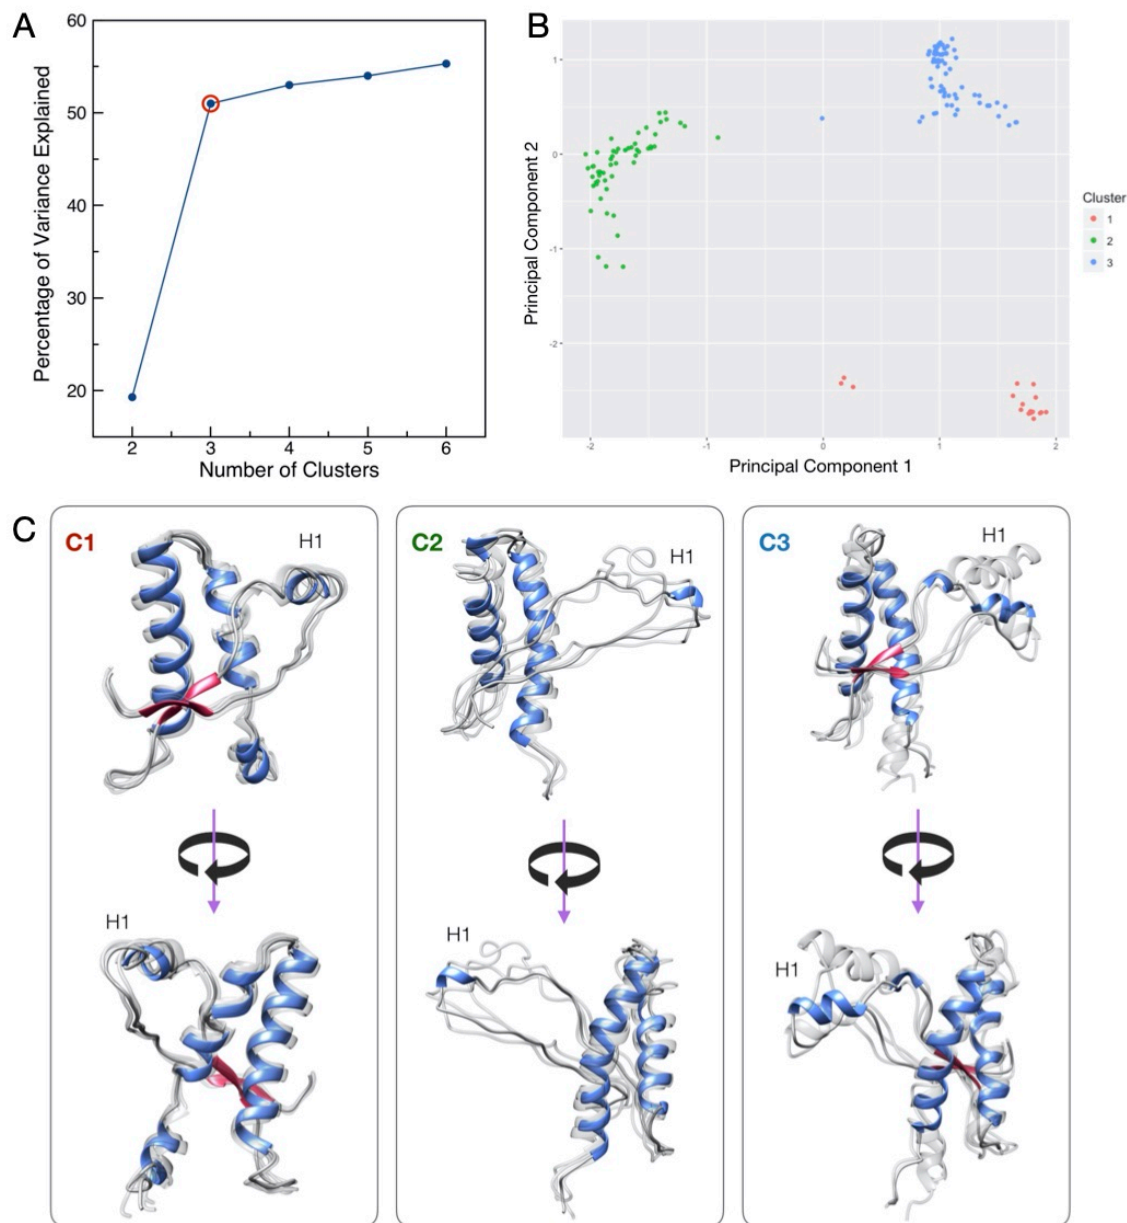 A
60
50
40
30
20
Percentage of Variance Explained
2 3 4 5 6
Number of Clusters
B
1
0
-1
-2
Principal Component 2
-2 -1 0 1 2
Principal Component 1
Cluster
1
2
3
C
C1
H1
C2
H1
C3
H1
H1
H1
H1